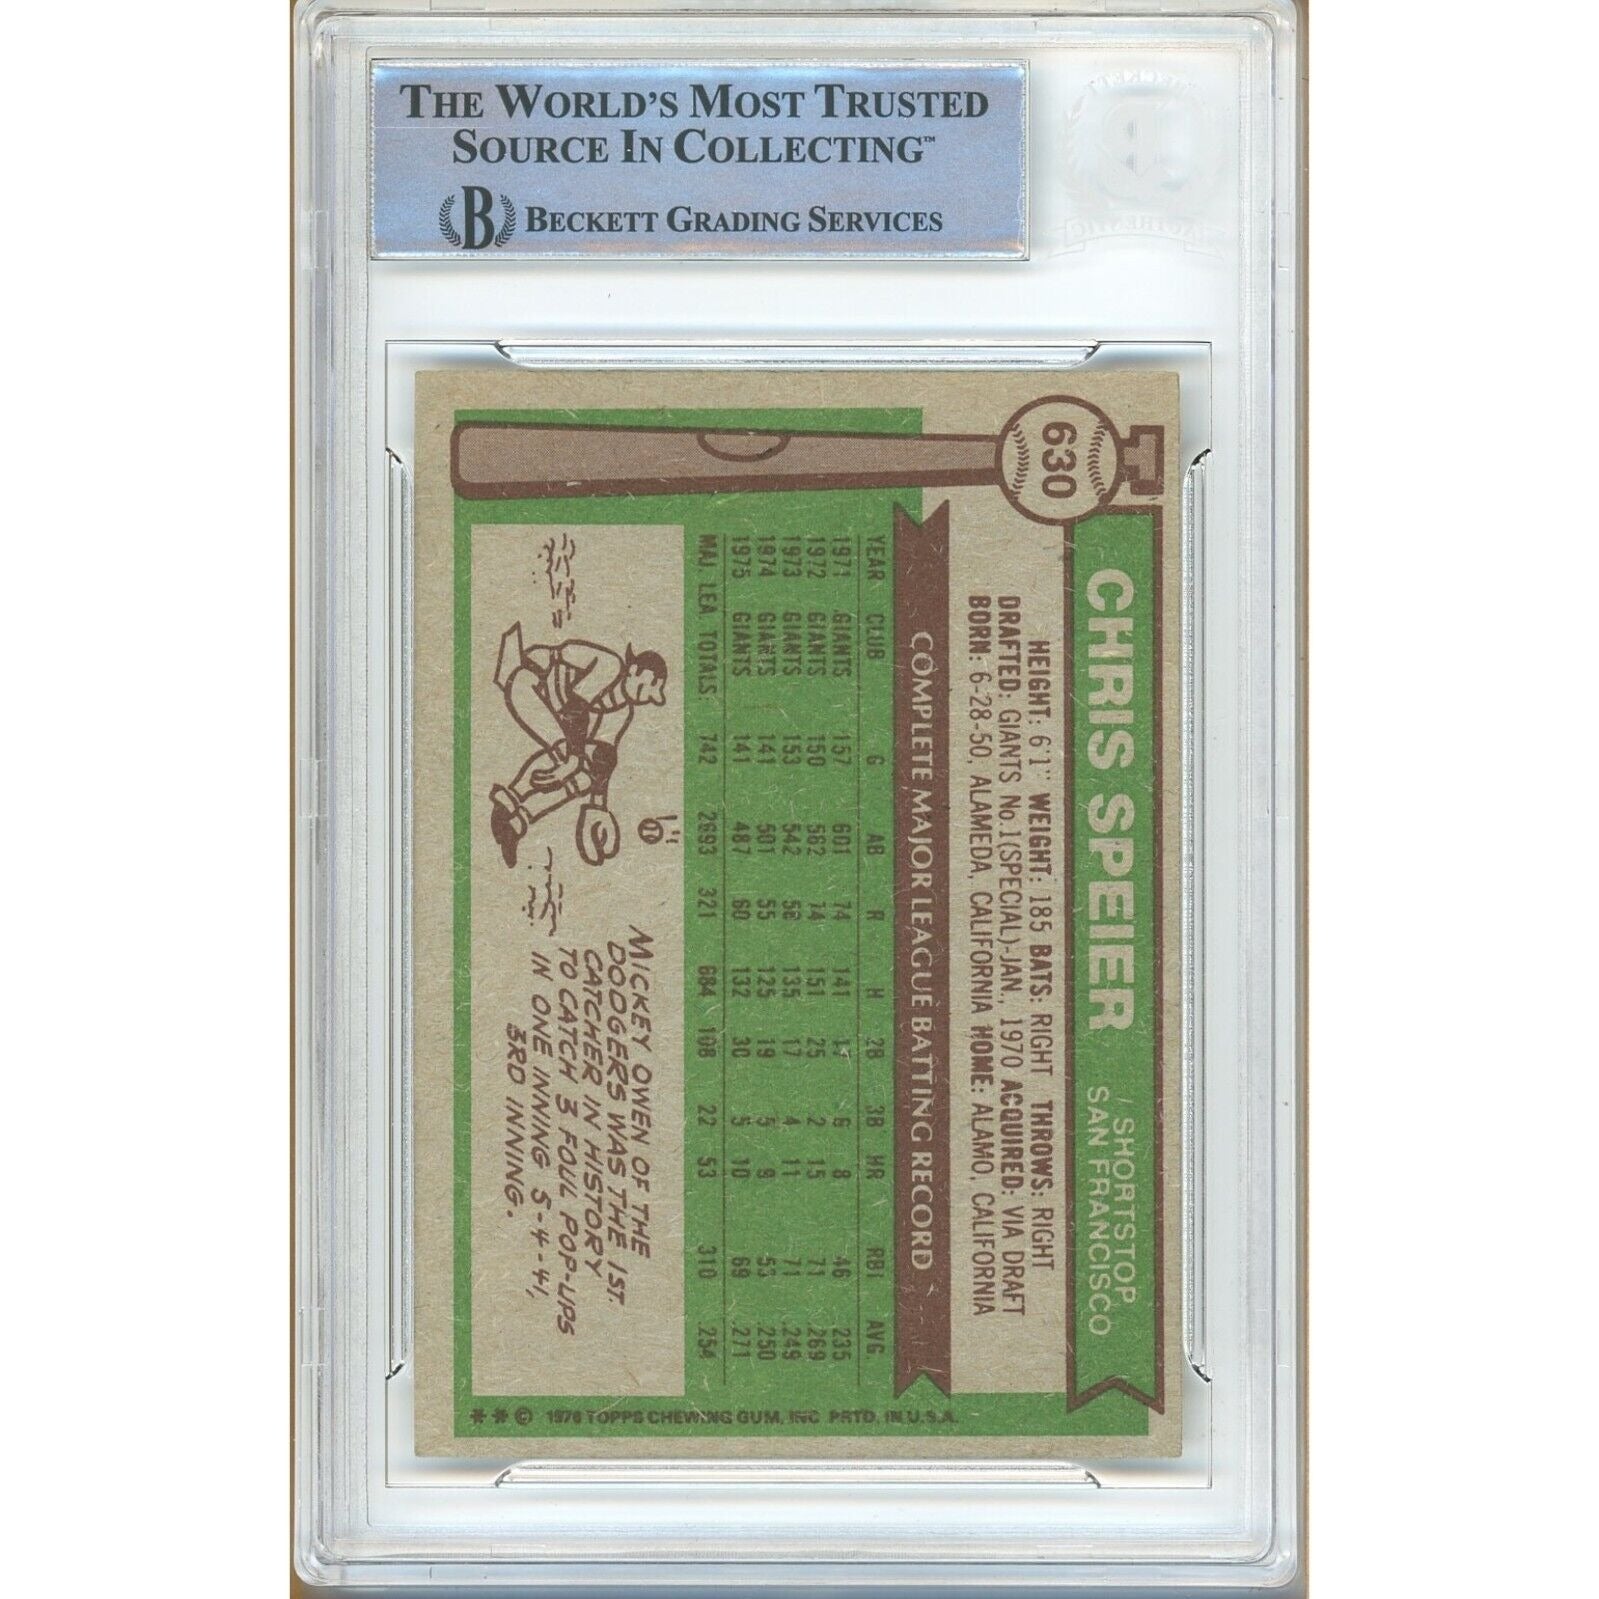 THE WORLD'S MOST TRUSTED
SOURCE IN COLLECTING™
B BECKETT GRADING SERVICES
630
CHRIS SPEIER / SHORTSTOP
SAN FRANCISCO
HEIGHT: 6'1" WEIGHT: 185 BATS: RIGHT THROWS: RIGHT
DRAFTED: GIANTS No.1(SPECIAL)-JAN., 1970 ACQUIRED: VIA DRAFT
BORN: 6-28-50, ALAMEDA, CALIFORNIA HOME: ALAMO, CALIFORNIA
COMPLETE MAJOR LEAGUE BATTING RECORD
YEAR CLUB G AB R H 2B 3B HR RBI AVG.
1971 GIANTS 157 601 74 141 17 6 8 46 .235
1972 GIANTS 150 562 74 151 25 2 15 71 .269
1973 GIANTS 153 542 58 135 17 4 11 71 .249
1974 GIANTS 141 501 55 125 19 5 9 53 .250
1975 GIANTS 141 487 60 132 30 5 10 69 .271
MAJ. LEA. TOTALS: 742 2693 321 684 108 22 53 310 .254
MICKEY OWEN OF THE
DODGERS WAS THE 1ST.
CATCHER IN HISTORY
TO CATCH 3 FOUL POP-UPS
IN ONE INNING 5-4-41,
3RD INNING.
** © 1976 TOPPS CHEWING GUM, INC PRTD. IN U.S.A.